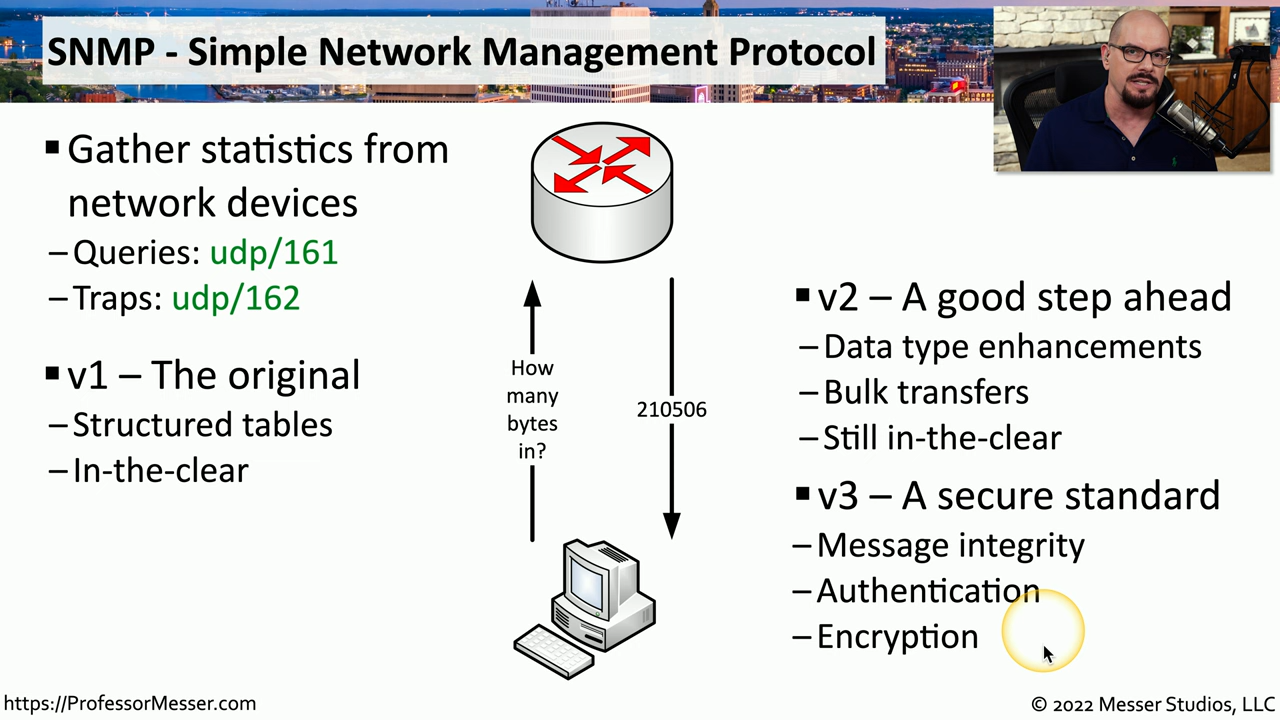 SNMP - Simple Network Management Protocol
▪ Gather statistics from
network devices
– Queries: udp/161
– Traps: udp/162
▪ v1 – The original
– Structured tables
– In-the-clear
How
many
bytes
in?
210506
▪ v2 – A good step ahead
– Data type enhancements
– Bulk transfers
– Still in-the-clear
▪ v3 – A secure standard
– Message integrity
– Authentication
– Encryption
https://ProfessorMesser.com
© 2022 Messer Studios, LLC